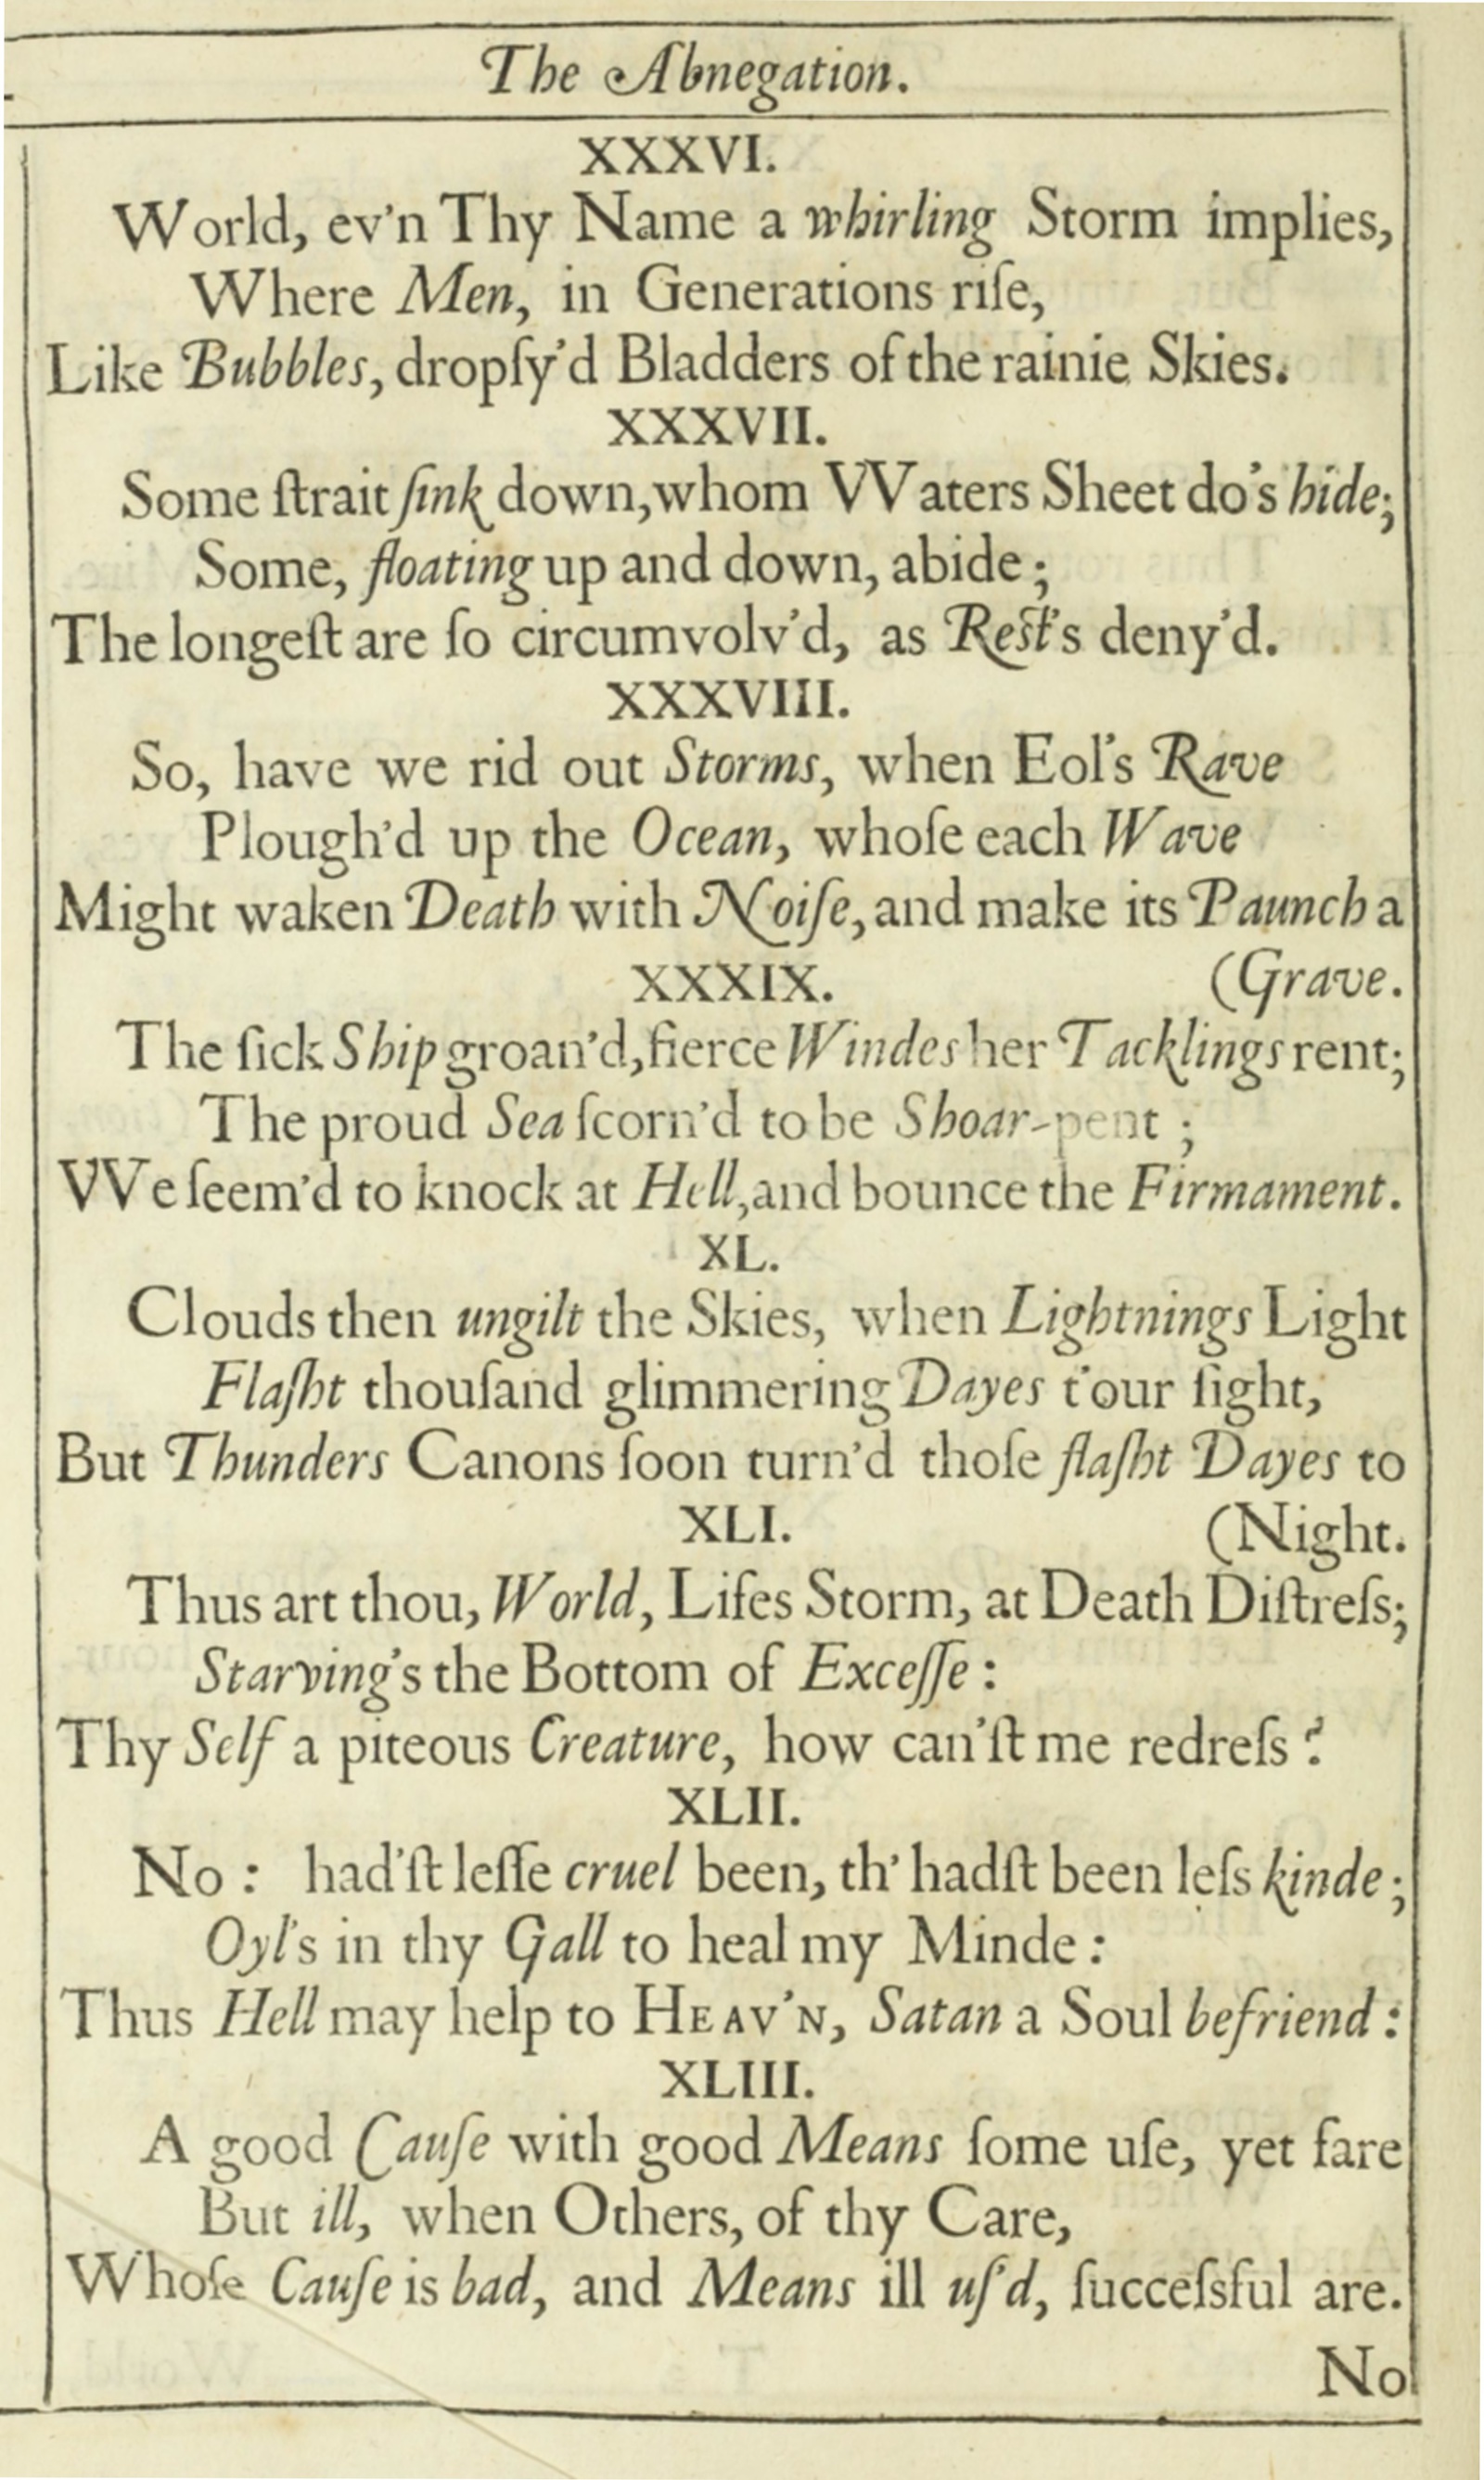 The Abnegation.
XXXVI.
World, ev'n Thy Name a whirling Storm implies,
Where Men, in Generations riſe,
Like Bubbles, dropſy'd Bladders of the rainie Skies.
XXXVII.
Some ſtrait ſink down, whom VVaters Sheet do's hide;
Some, floating up and down, abide;
The longeſt are ſo circumvolv'd, as Reſt's deny'd.
XXXVIII.
So, have we rid out Storms, when Eol's Rave
Plough'd up the Ocean, whoſe each Wave
Might waken Death with Noiſe, and make its Paunch a
XXXIX. (Grave.
The ſick Ship groan'd, fierce Windes her Tacklings rent;
The proud Sea ſcorn'd to be Shoar-pent;
VVe ſeem'd to knock at Hell, and bounce the Firmament.
XL.
Clouds then ungilt the Skies, when Lightnings Light
Flaſht thouſand glimmering Dayes t'our ſight,
But Thunders Canons ſoon turn'd thoſe flaſht Dayes to
XLI. (Night.
Thus art thou, World, Lifes Storm, at Death Diſtreſs;
Starving's the Bottom of Exceſſe:
Thy Self a piteous Creature, how can'ſt me redreſs?
XLII.
No: had'ſt leſſe cruel been, th' hadſt been leſs kinde;
Oyl's in thy Gall to heal my Minde:
Thus Hell may help to HEAV'N, Satan a Soul befriend:
XLIII.
A good Cauſe with good Means ſome uſe, yet fare
But ill, when Others, of thy Care,
Whoſe Cauſe is bad, and Means ill uſ'd, ſucceſsful are.
No